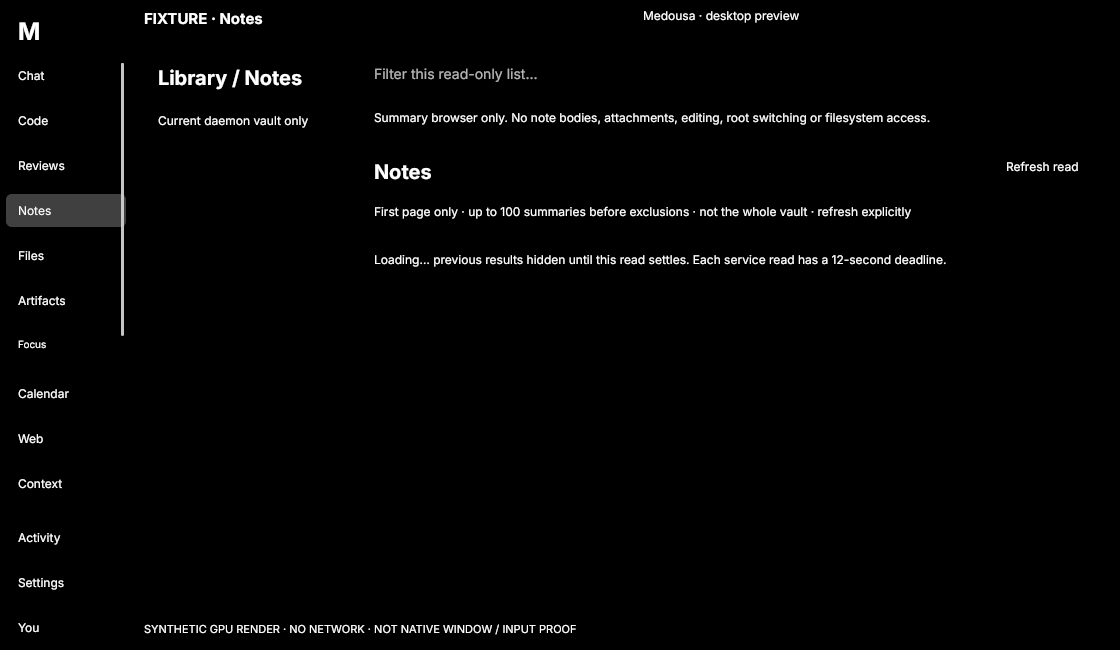 M
Chat
Code
Reviews
Notes
Files
Artifacts
Focus
Calendar
Web
Context
Activity
Settings
You
FIXTURE · Notes
Medousa · desktop preview
Library / Notes
Current daemon vault only
Filter this read-only list...
Summary browser only. No note bodies, attachments, editing, root switching or filesystem access.
Notes
Refresh read
First page only · up to 100 summaries before exclusions · not the whole vault · refresh explicitly
Loading... previous results hidden until this read settles. Each service read has a 12-second deadline.
SYNTHETIC GPU RENDER · NO NETWORK · NOT NATIVE WINDOW / INPUT PROOF